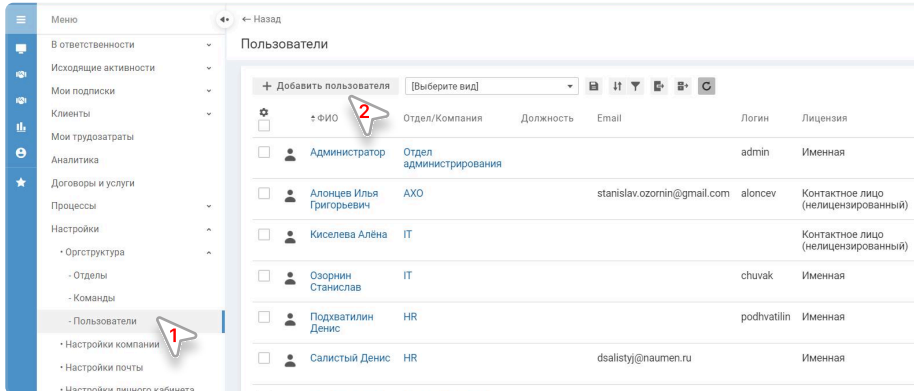 Меню
В ответственности
Исходящие активности
Мои подписки
Клиенты
Мои трудозатраты
Аналитика
Договоры и услуги
Процессы
Настройки
• Оргструктура
- Отделы
- Команды
- Пользователи
1
• Настройки компании
• Настройки почты
• Настройки личного кабинета
← Назад
Пользователи
+ Добавить пользователя [Выберите вид]
2
ФИО Отдел/Компания Должность Email Логин Лицензия
Администратор Отдел администрирования admin Именная
Алонцев Илья Григорьевич АХО stanislav.ozornin@gmail.com aloncev Контактное лицо (нелицензированный)
Киселева Алёна IT Контактное лицо (нелицензированный)
Озорнин Станислав IT chuvak Именная
Подхватилин Денис HR podhvatilin Именная
Салистый Денис HR dsalistyj@naumen.ru Именная